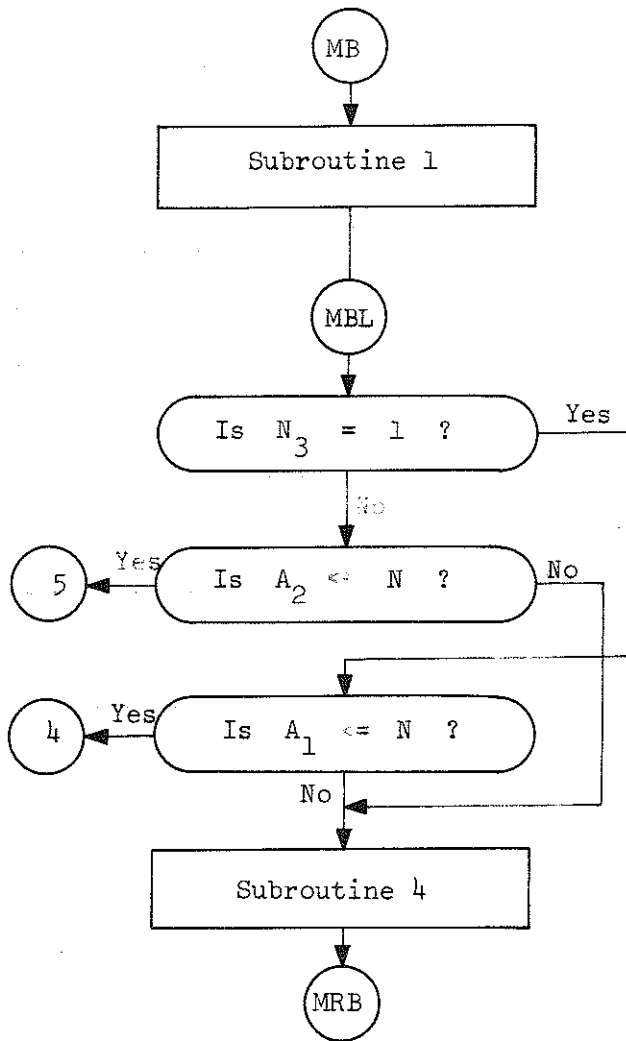 MB
Subroutine 1
MBL
Is N3 = 1 ?
Yes
No
5
Yes
Is A2 <= N ?
No
4
Yes
Is A1 <= N ?
No
Subroutine 4
MRB